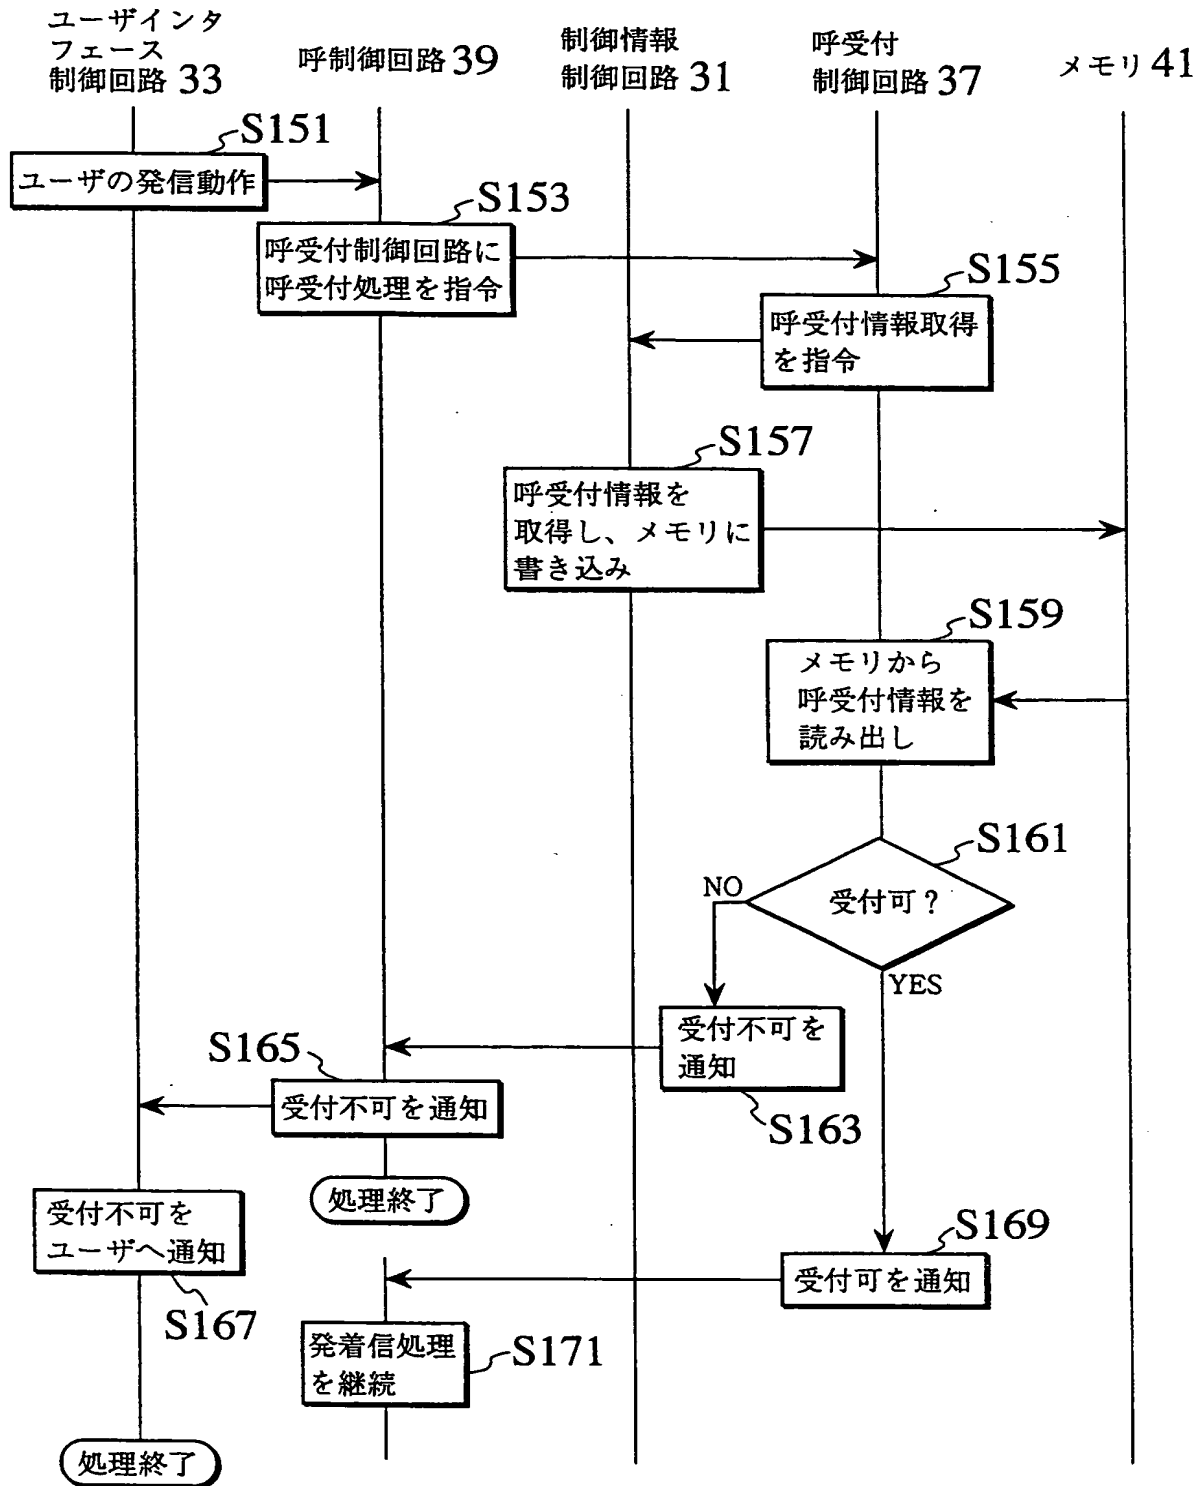 ユーザインタ
フェース
制御回路 33
呼制御回路 39
制御情報
制御回路 31
呼受付
制御回路 37
メモリ 41
S151
ユーザの発信動作
S153
呼受付制御回路に
呼受付処理を指令
S155
呼受付情報取得
を指令
S157
呼受付情報を
取得し、メモリに
書き込み
S159
メモリから
呼受付情報を
読み出し
S161
受付可?
NO
YES
受付不可を
通知
S163
S165
受付不可を通知
処理終了
受付不可を
ユーザへ通知
S167
S169
受付可を通知
発着信処理
を継続
S171
処理終了